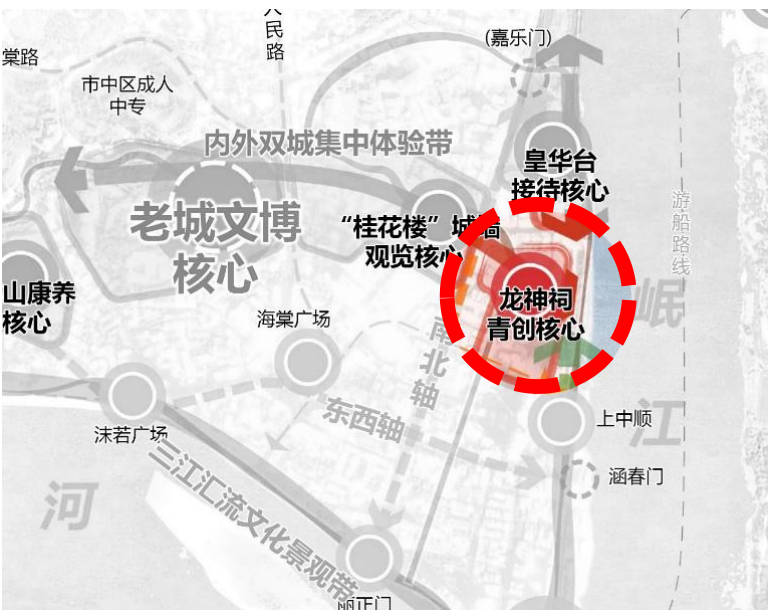 人
民
路
(嘉乐门)
棠路
市中区成人
中专
内外双城集中体验带
皇华台
接待核心
游
船
路
线
老城文博
核心
“桂花楼”城墙
观览核心
山康养
核心
龙神祠
青创核心
岷
海棠广场
南
北
轴
东西轴
沫若广场
上中顺
江
三江汇流文化景观带
涵春门
河
丽正门